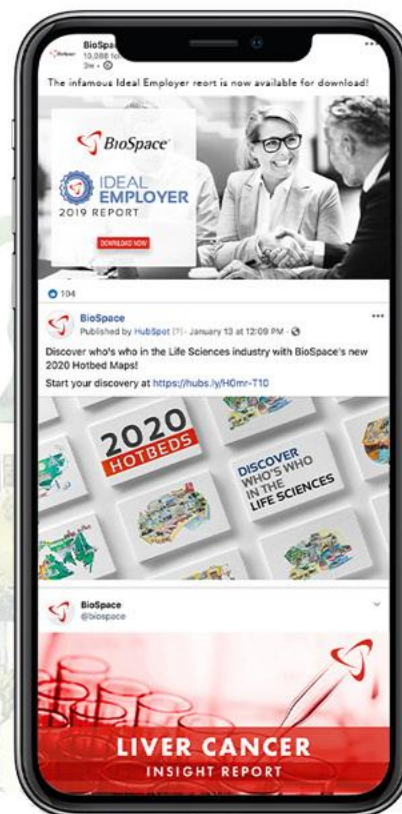 BioSpace
3w •
The infamous Ideal Employer reort is now available for download!
BIOSPACE
IDEAL
EMPLOYER
2019 REPORT
DOWNLOAD NOW
104
BioSpace
Published by HubSpot [?] · January 13 at 12:09 PM ·
Discover who's who in the Life Sciences industry with BioSpace's new
2020 Hotbed Maps!
Start your discovery at https://hubs.ly/H0mr-T10
2020
HOTBEDS
DISCOVER
WHO'S WHO
IN THE
LIFE SCIENCES
BioSpace
@biospace
LIVER CANCER
INSIGHT REPORT